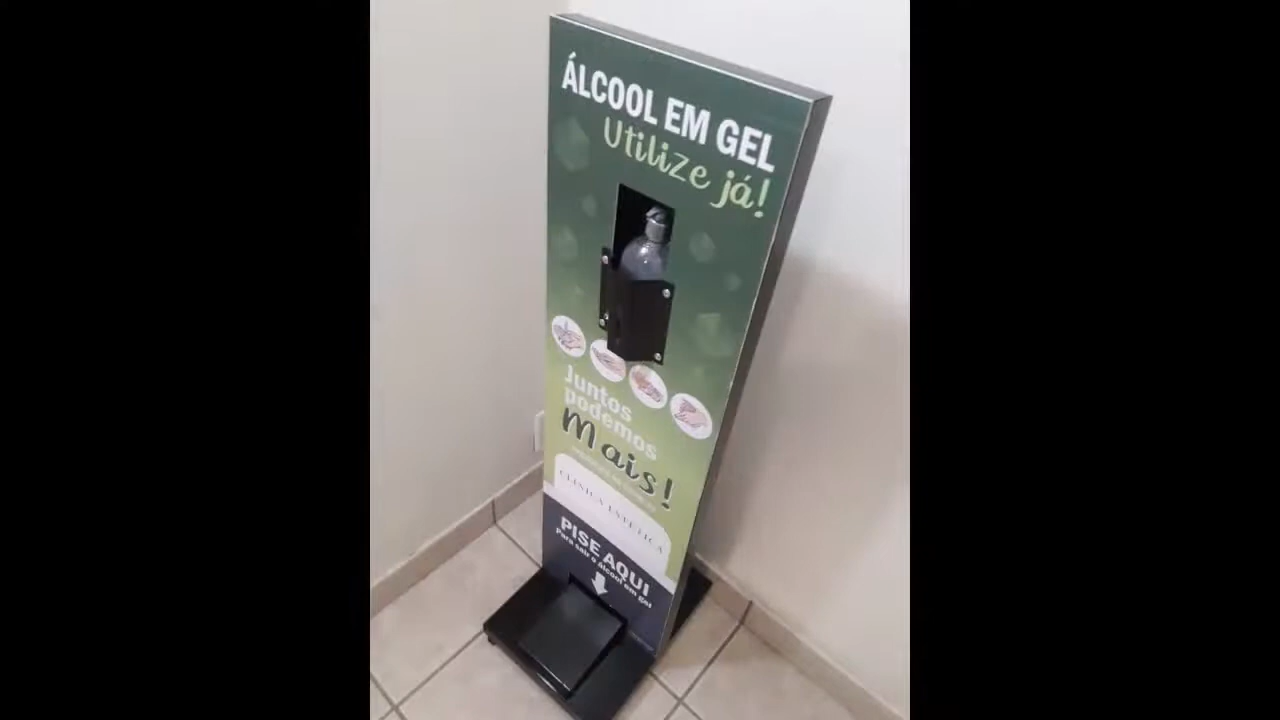 ÁLCOOL EM GEL
Utilize já!
Juntos
podemos
Mais!
CLÍNICA ESTÉTICA
PISE AQUI
Para sair o álcool em gel